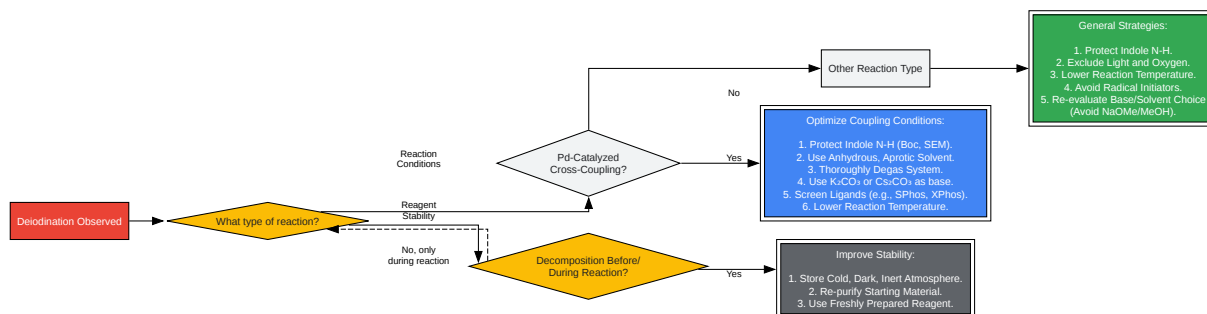 General Strategies:
1. Protect Indole N-H.
2. Exclude Light and Oxygen.
3. Lower Reaction Temperature.
4. Avoid Radical Initiators.
5. Re-evaluate Base/Solvent Choice
(Avoid NaOMe/MeOH).
Other Reaction Type
No
Optimize Coupling Conditions:
1. Protect Indole N-H (Boc, SEM).
2. Use Anhydrous, Aprotic Solvent.
3. Thoroughly Degas System.
4. Use K₂CO₃ or Cs₂CO₃ as base.
5. Screen Ligands (e.g., SPhos, XPhos).
6. Lower Reaction Temperature.
Reaction
Conditions
Pd-Catalyzed
Cross-Coupling?
Yes
Deiodination Observed
What type of reaction?
Reagent
Stability
No, only
during reaction
Decomposition Before/
During Reaction?
Yes
Improve Stability:
1. Store Cold, Dark, Inert Atmosphere.
2. Re-purify Starting Material.
3. Use Freshly Prepared Reagent.